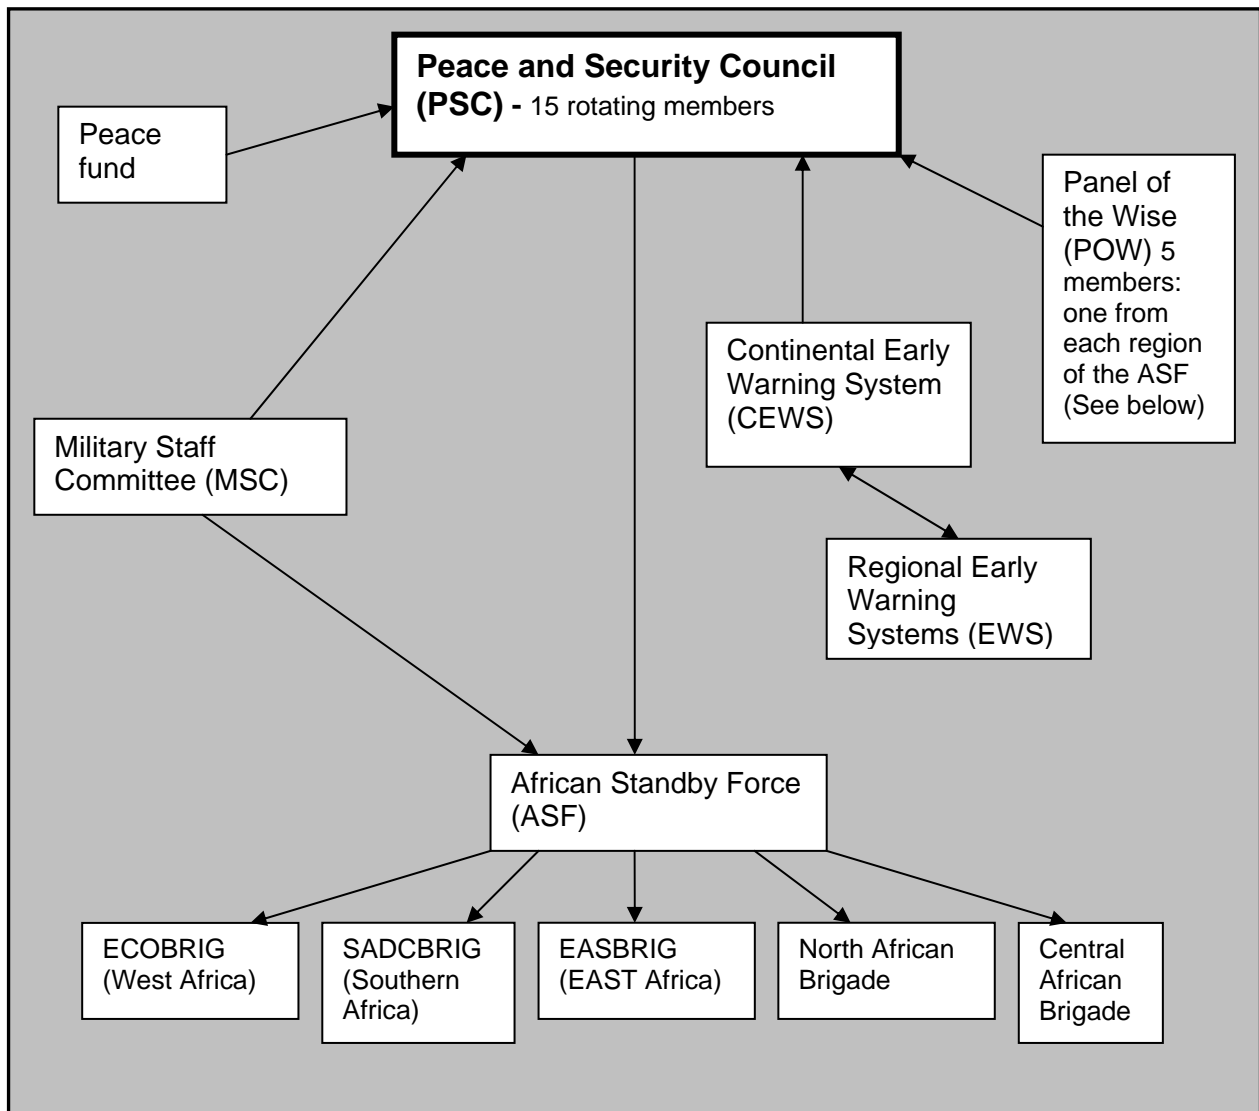 Peace and Security Council
(PSC) - 15 rotating members
Peace
fund
Panel of
the Wise
(POW) 5
members:
one from
each region
of the ASF
(See below)
Continental Early
Warning System
(CEWS)
Military Staff
Committee (MSC)
Regional Early
Warning
Systems (EWS)
African Standby Force
(ASF)
ECOBRIG
(West Africa)
SADCBRIG
(Southern
Africa)
EASBRIG
(EAST Africa)
North African
Brigade
Central
African
Brigade